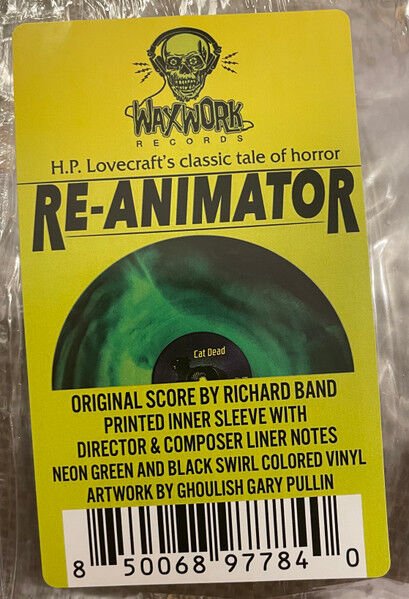 WAXWORK
RECORDS
H.P. Lovecraft's classic tale of horror
RE-ANIMATOR
Cat Dead
ORIGINAL SCORE BY RICHARD BAND
PRINTED INNER SLEEVE WITH
DIRECTOR & COMPOSER LINER NOTES
NEON GREEN AND BLACK SWIRL COLORED VINYL
ARTWORK BY GHOULISH GARY PULLIN
8 50068 97784 0